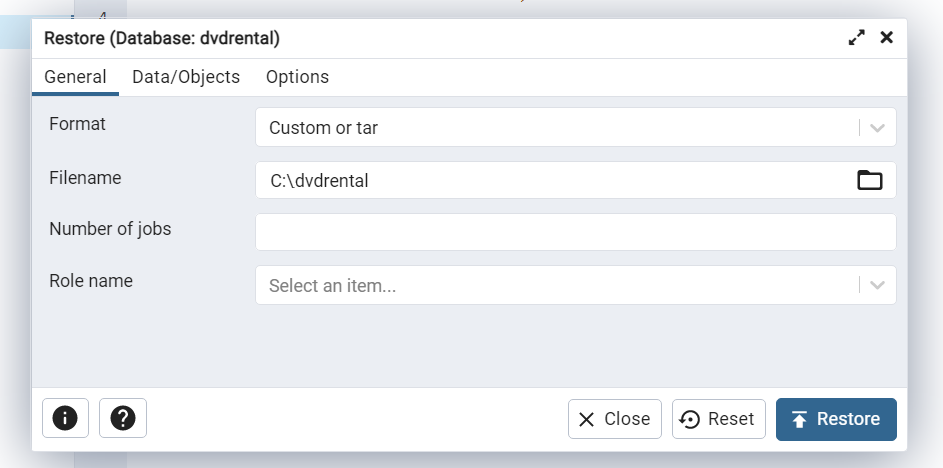 4
Restore (Database: dvdrental)
General Data/Objects Options
Format
Custom or tar
Filename
C:\dvdrental
Number of jobs
Role name
Select an item...
Close Reset Restore